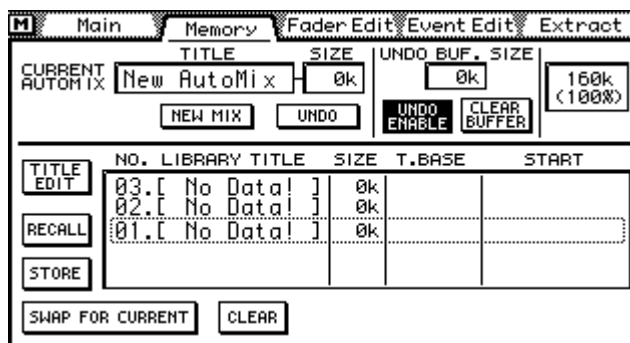 M Main Memory Fader Edit Event Edit Extract
TITLE SIZE UNDO BUF. SIZE
CURRENT AUTOMIX New AutoMix 0k 0k 160k (100%)
NEW MIX UNDO UNDO ENABLE CLEAR BUFFER
NO. LIBRARY TITLE SIZE T.BASE START
TITLE EDIT
03.[ No Data! ] 0k
02.[ No Data! ] 0k
RECALL 01.[ No Data! ] 0k
STORE
SWAP FOR CURRENT CLEAR